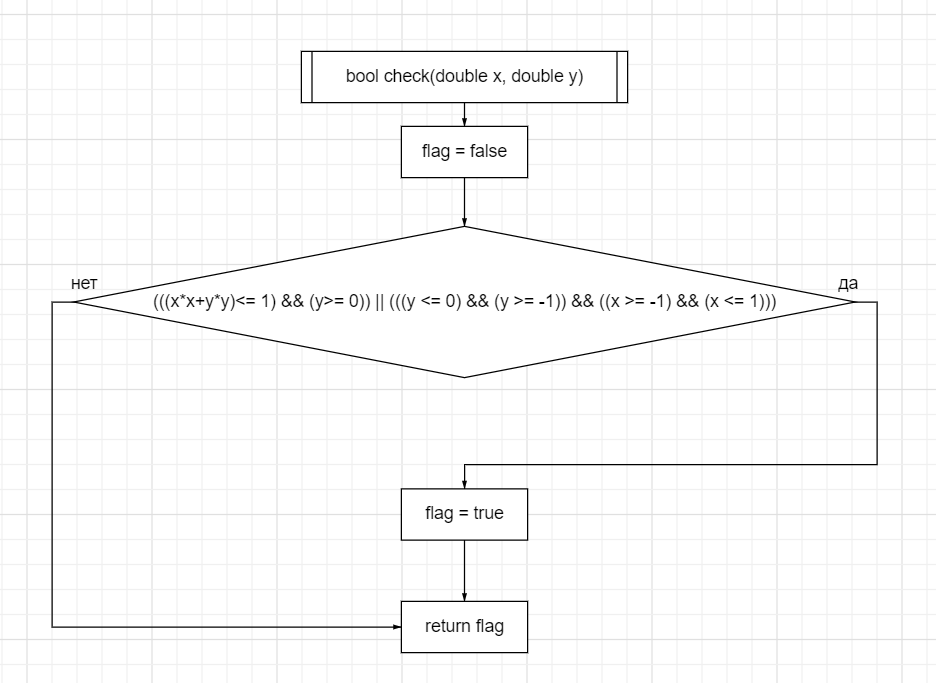 bool check(double x, double y)
flag = false
нет
да
(((x*x+y*y)<= 1) && (y>= 0)) || (((y <= 0) && (y >= -1)) && ((x >= -1) && (x <= 1)))
flag = true
return flag